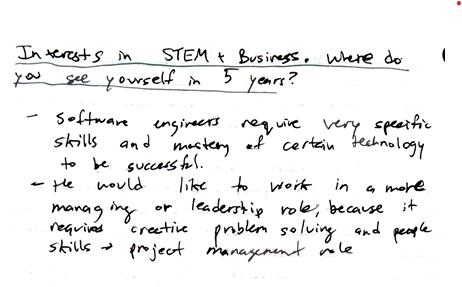 Interests in STEM + Business. Where do
you see yourself in 5 years?
- Software engineers require very specific
skills and mastery of certain technology
to be successful.
- He would like to work in a more
managing or leadership role, because it
requires creative problem solving and people
skills → project management role